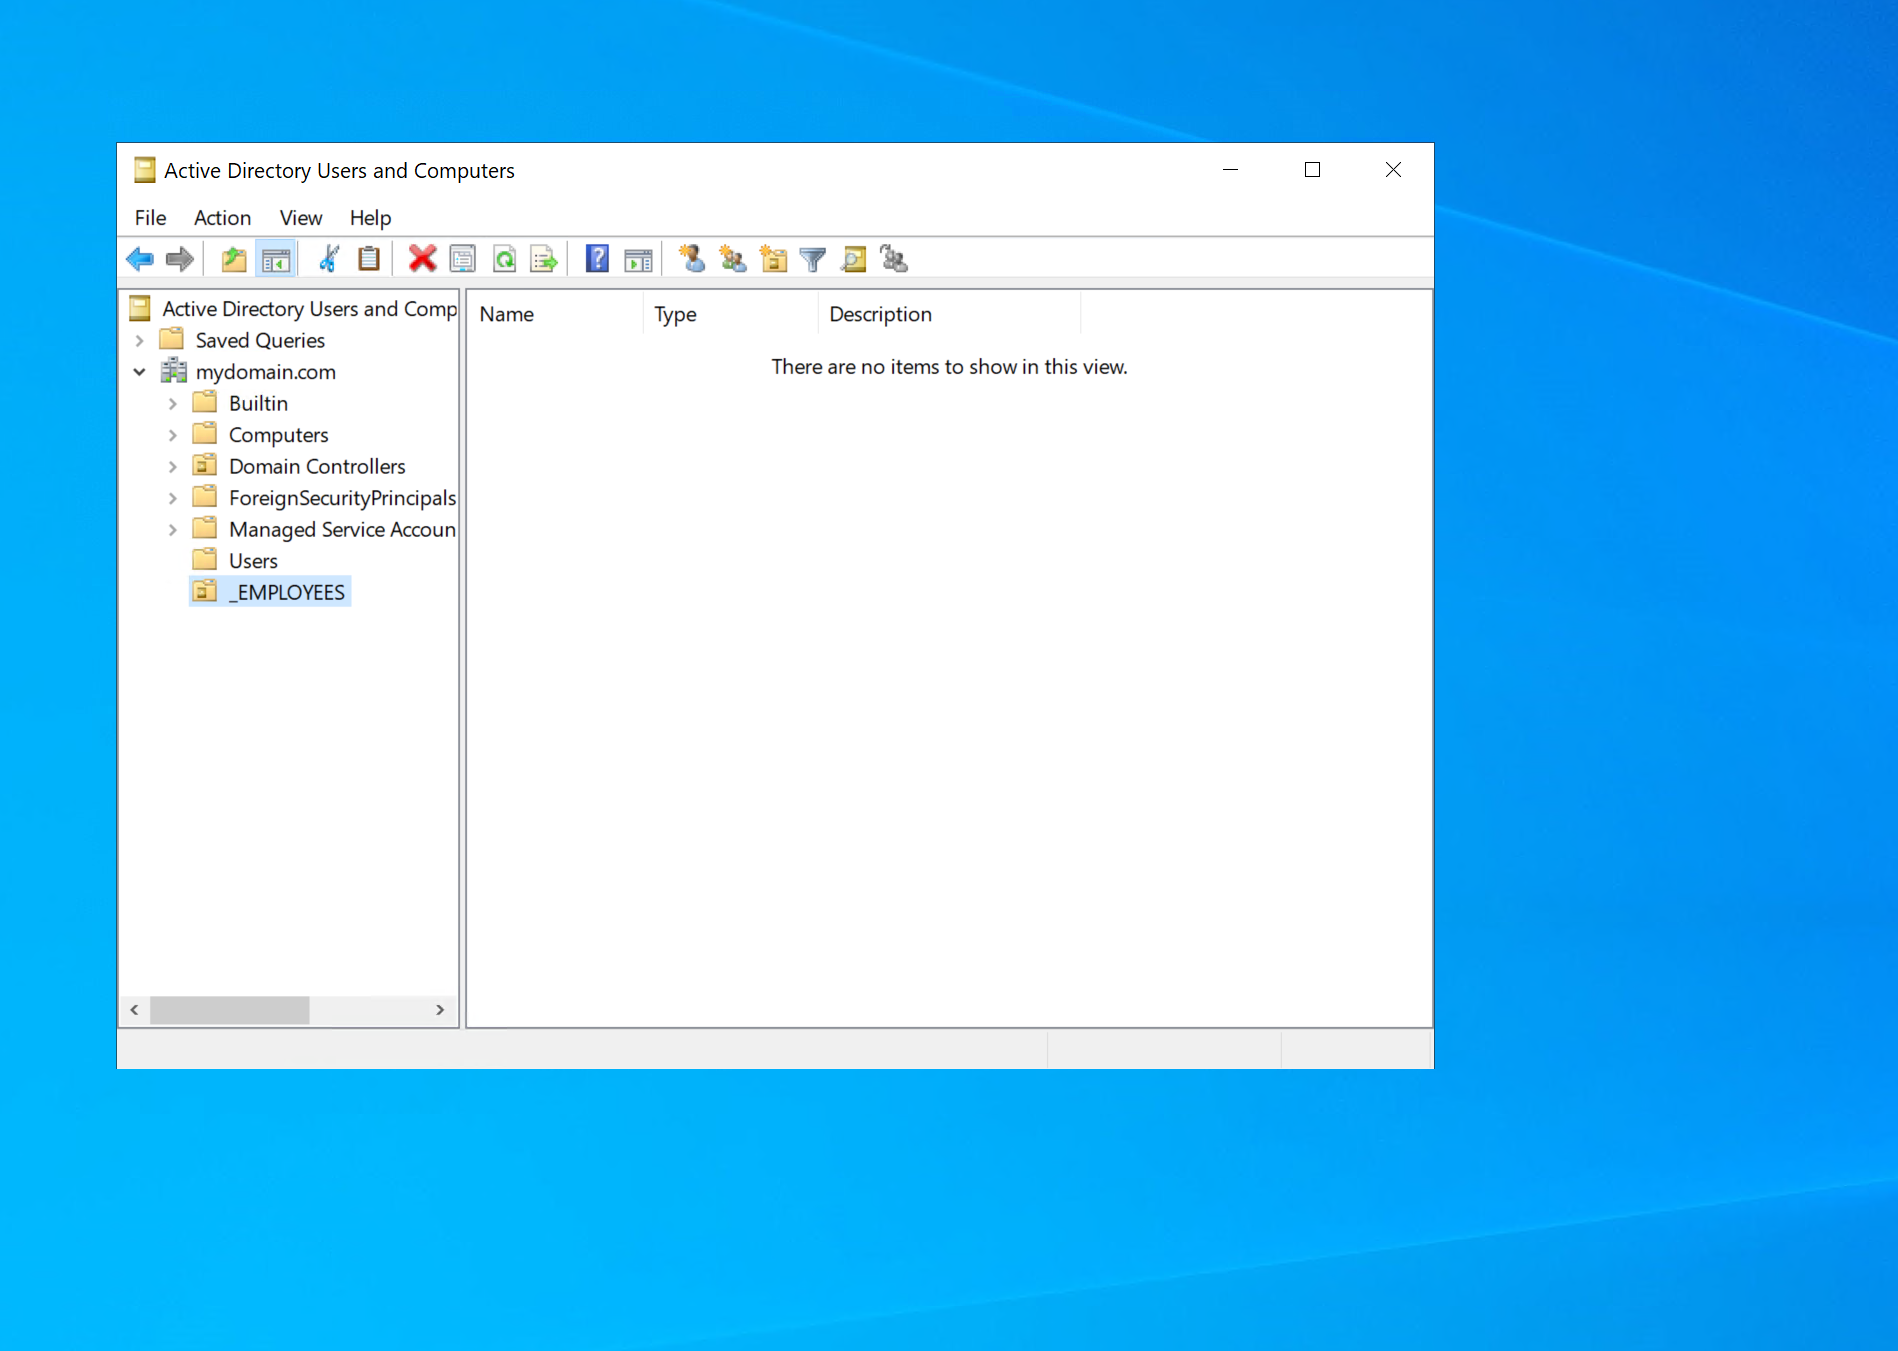 Active Directory Users and Computers
File Action View Help
Active Directory Users and Comp
Saved Queries
mydomain.com
Builtin
Computers
Domain Controllers
ForeignSecurityPrincipals
Managed Service Accoun
Users
_EMPLOYEES
Name Type Description
There are no items to show in this view.